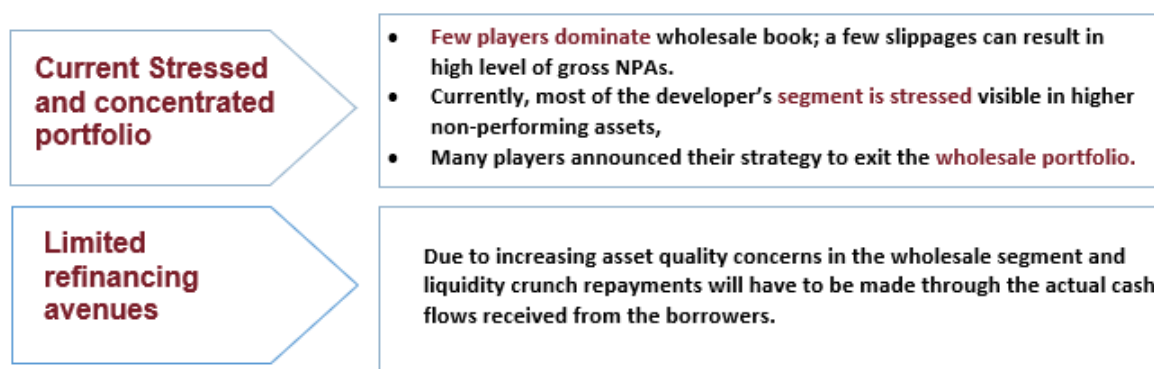 Current Stressed
and concentrated
portfolio
• Few players dominate wholesale book; a few slippages can result in
high level of gross NPAs.
• Currently, most of the developer's segment is stressed visible in higher
non-performing assets,
• Many players announced their strategy to exit the wholesale portfolio.
Limited
refinancing
avenues
Due to increasing asset quality concerns in the wholesale segment and
liquidity crunch repayments will have to be made through the actual cash
flows received from the borrowers.